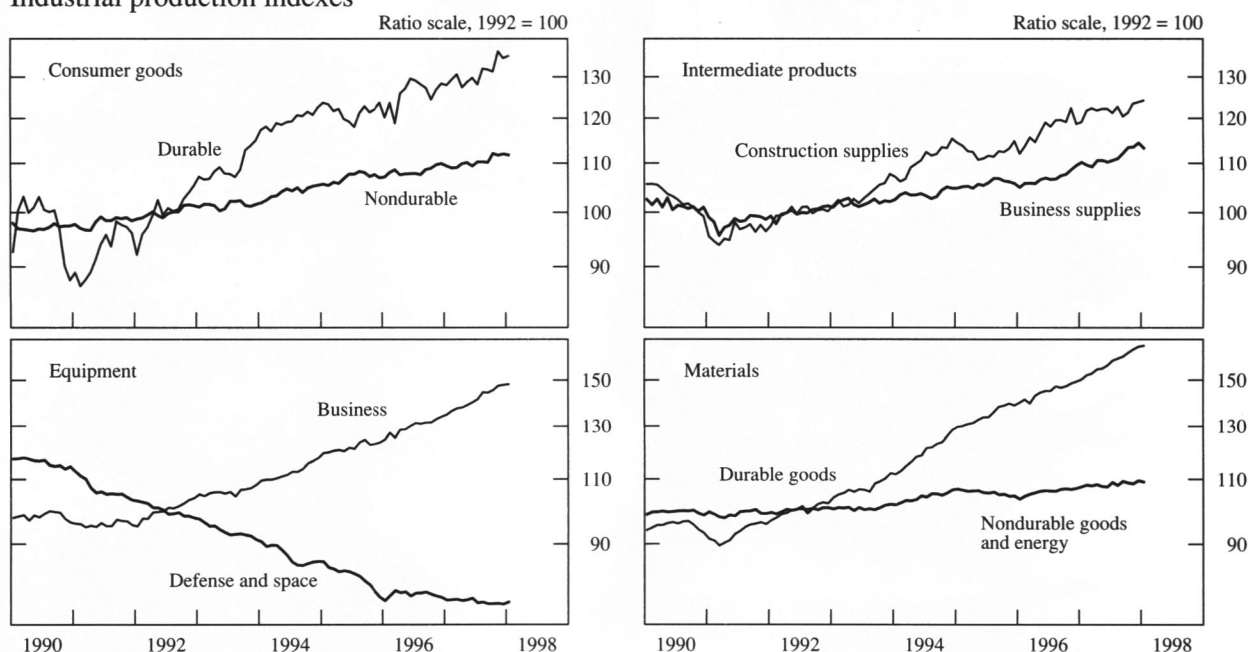 Industrial production indexes
Ratio scale, 1992 = 100
Consumer goods
130
120
Durable
110
Nondurable
100
90
Ratio scale, 1992 = 100
Intermediate products
130
120
Construction supplies
110
100
Business supplies
90
Equipment
150
Business
130
110
90
Defense and space
1990
1992
1994
1996
1998
Materials
150
130
Durable goods
110
Nondurable goods
and energy
90
1990
1992
1994
1996
1998